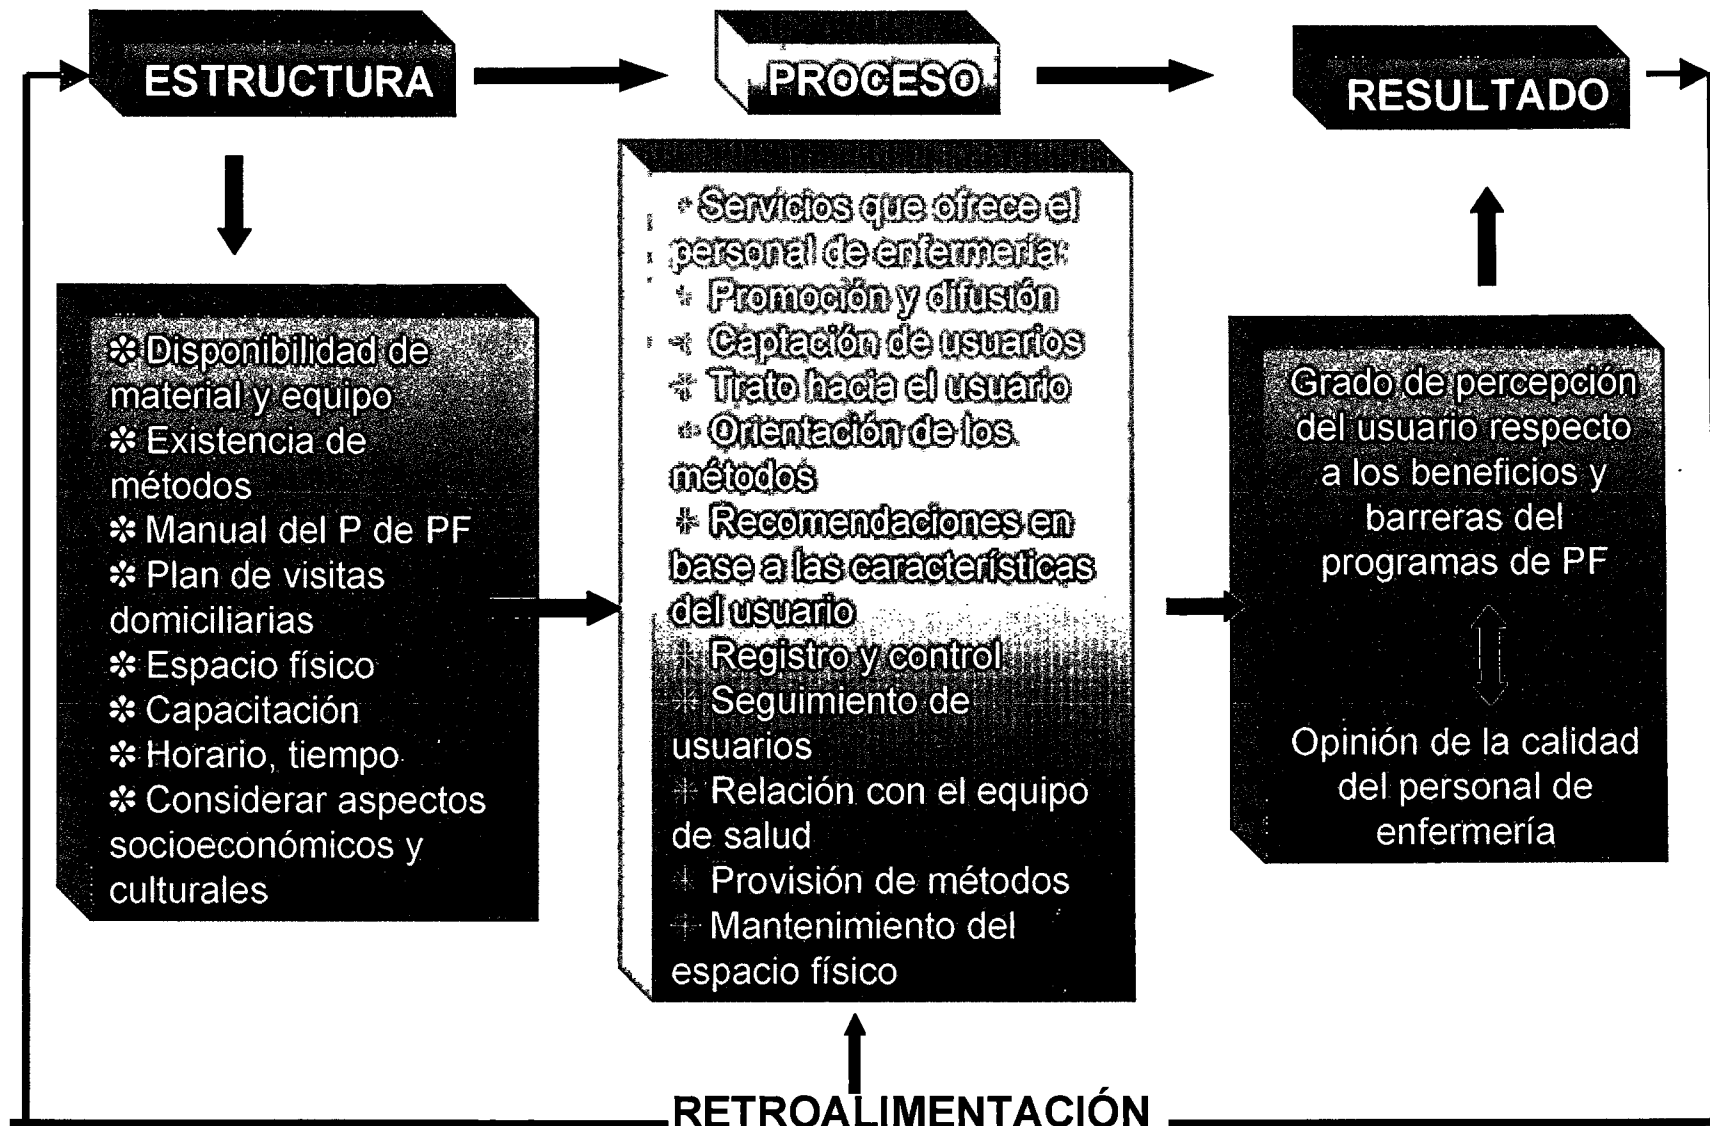 ESTRUCTURA
PROCESO
RESULTADO
✽ Disponibilidad de
material y equipo
✽ Existencia de
métodos
✽ Manual del P de PF
✽ Plan de visitas
domiciliarias
✽ Espacio físico
✽ Capacitación
✽ Horario, tiempo
✽ Considerar aspectos
socioeconómicos y
culturales
+ Servicios que ofrece el
personal de enfermería:
+ Promoción y difusión
+ Captación de usuarios
+ Trato hacia el usuario
+ Orientación de los
métodos
+ Recomendaciones en
base a las características
del usuario
+ Registro y control
+ Seguimiento de
usuarios
+ Relación con el equipo
de salud
+ Provisión de métodos
+ Mantenimiento del
espacio físico
Grado de percepción
del usuario respecto
a los beneficios y
barreras del
programas de PF
Opinión de la calidad
del personal de
enfermería
RETROALIMENTACIÓN